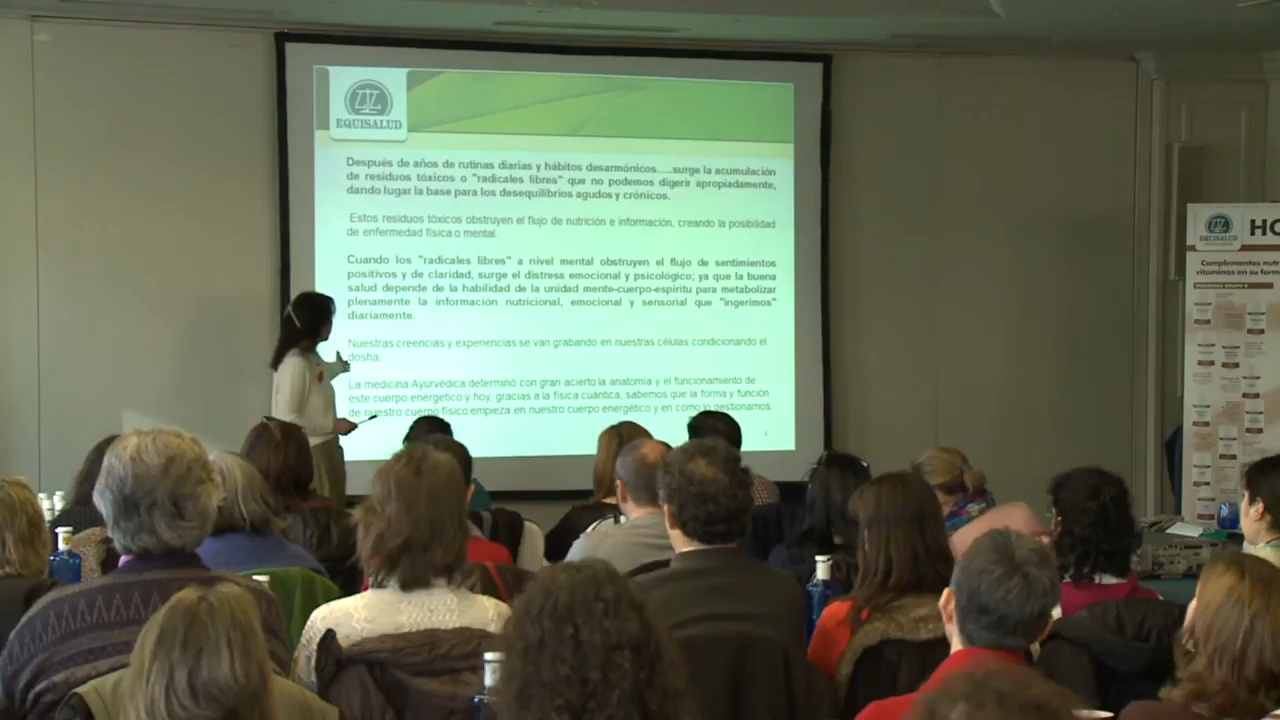 EQUISALUD
Después de años de rutinas diarias y hábitos desarmónicos.....surge la acumulación
de residuos tóxicos o "radicales libres" que no podemos digerir apropiadamente,
dando lugar la base para los desequilibrios agudos y crónicos.
Estos residuos tóxicos obstruyen el flujo de nutrición e información, creando la posibilidad
de enfermedad física o mental.
Cuando los "radicales libres" a nivel mental obstruyen el flujo de sentimientos
positivos y de claridad, surge el distress emocional y psicológico; ya que la buena
salud depende de la habilidad de la unidad mente-cuerpo-espíritu para metabolizar
plenamente la información nutricional, emocional y sensorial que "ingerimos"
diariamente.
Nuestras creencias y experiencias se van grabando en nuestras células condicionando el
dosha.
La medicina Ayurvédica determinó con gran acierto la anatomía y el funcionamiento de
este cuerpo energético y hoy, gracias a la física cuántica, sabemos que la forma y función
de nuestro cuerpo físico empieza en nuestro cuerpo energético y en cómo lo gestionamos.
EQUISALUD
HO
Complementos nutr
vitaminas en su form